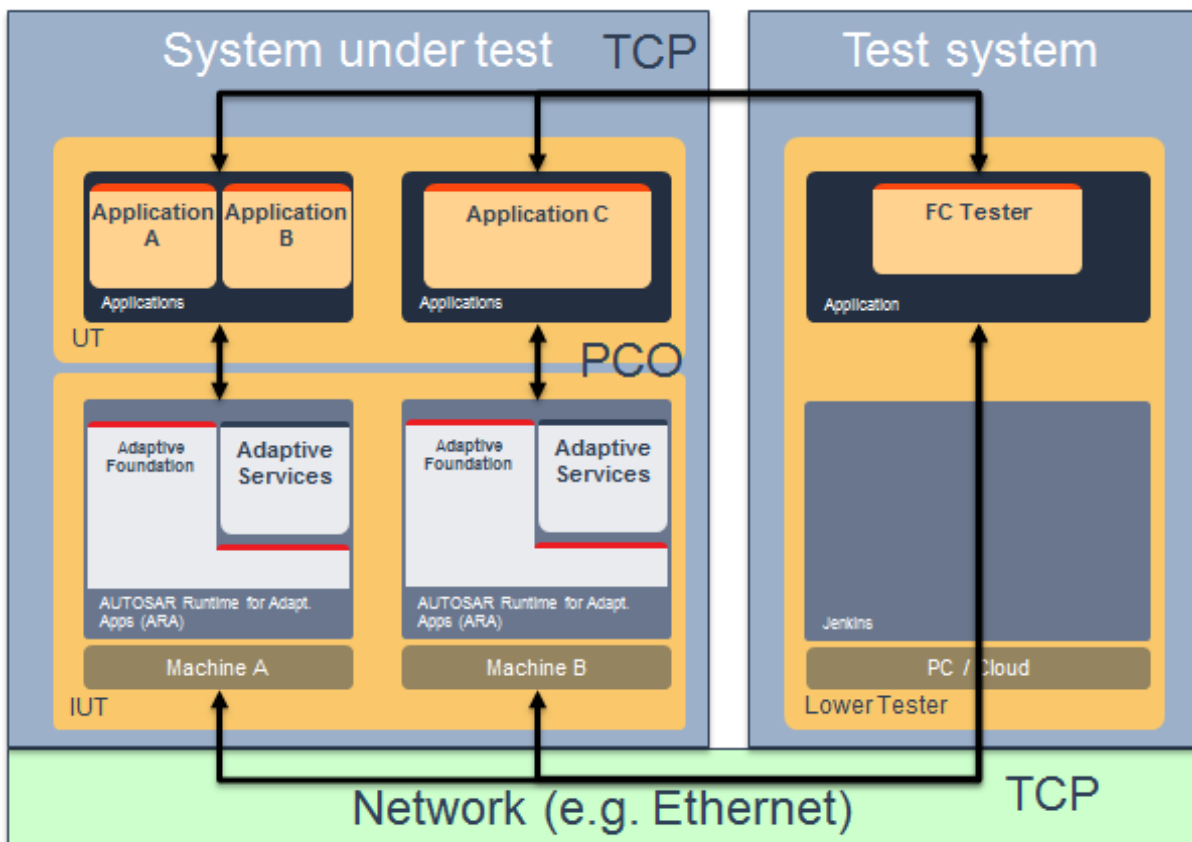 System under test
TCP
Test system
Application
A
Application
B
Applications
Application C
Applications
FC Tester
Application
UT
PCO
Adaptive
Foundation
Adaptive
Services
AUTOSAR Runtime for Adapt.
Apps (ARA)
Machine A
Adaptive
Foundation
Adaptive
Services
AUTOSAR Runtime for Adapt.
Apps (ARA)
Machine B
IUT
Jenkins
PC / Cloud
Lower Tester
Network (e.g. Ethernet)
TCP